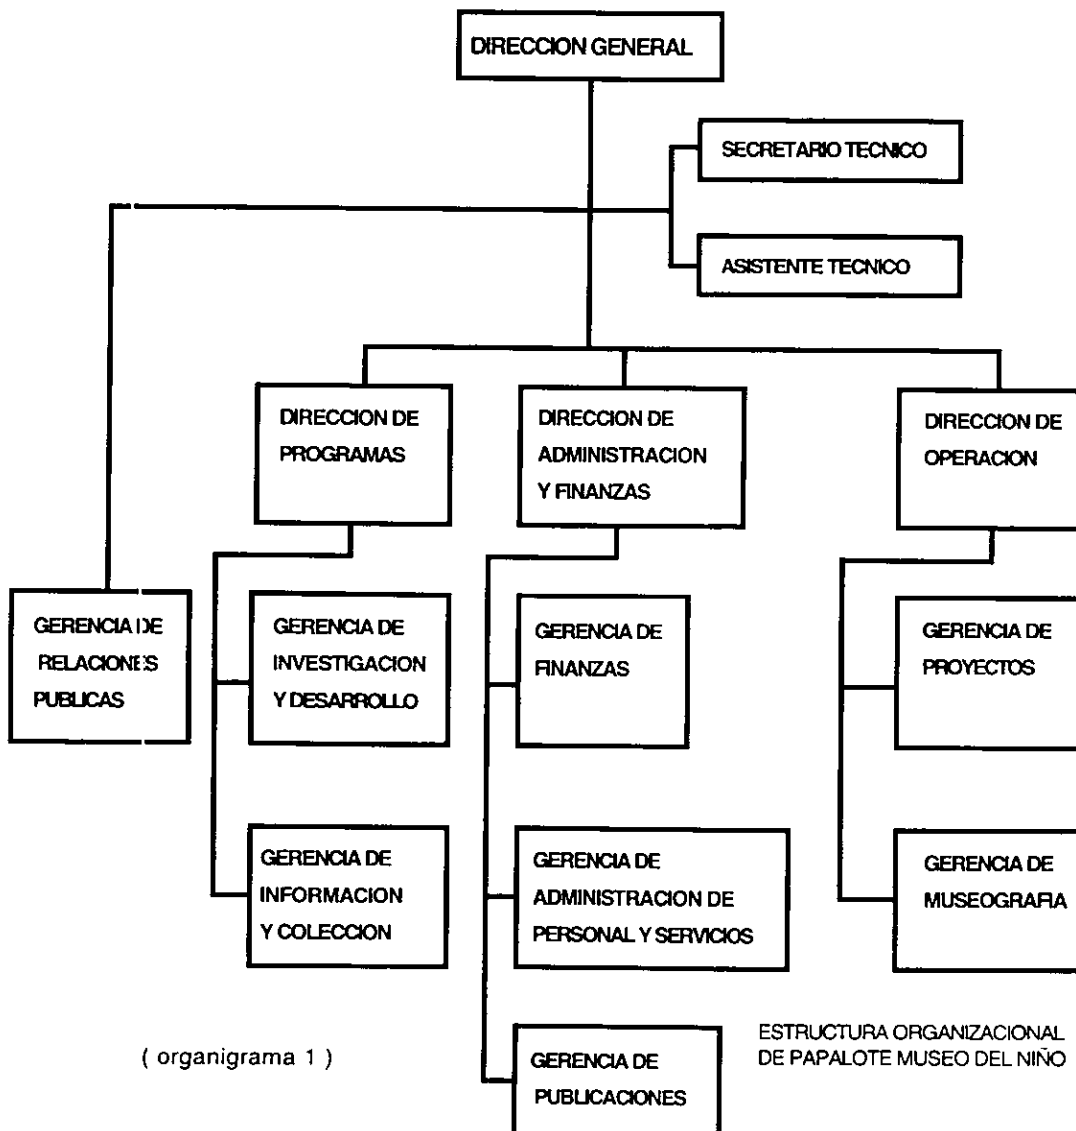 DIRECCION GENERAL
SECRETARIO TECNICO
ASISTENTE TECNICO
DIRECCION DE
PROGRAMAS
DIRECCION DE
ADMINISTRACION
Y FINANZAS
DIRECCION DE
OPERACION
GERENCIA DE
RELACIONES
PUBLICAS
GERENCIA DE
INVESTIGACION
Y DESARROLLO
GERENCIA DE
FINANZAS
GERENCIA DE
PROYECTOS
GERENCIA DE
INFORMACION
Y COLECCION
GERENCIA DE
ADMINISTRACION DE
PERSONAL Y SERVICIOS
GERENCIA DE
MUSEOGRAFIA
GERENCIA DE
PUBLICACIONES
( organigrama 1 )
ESTRUCTURA ORGANIZACIONAL
DE PAPALOTE MUSEO DEL NIÑO